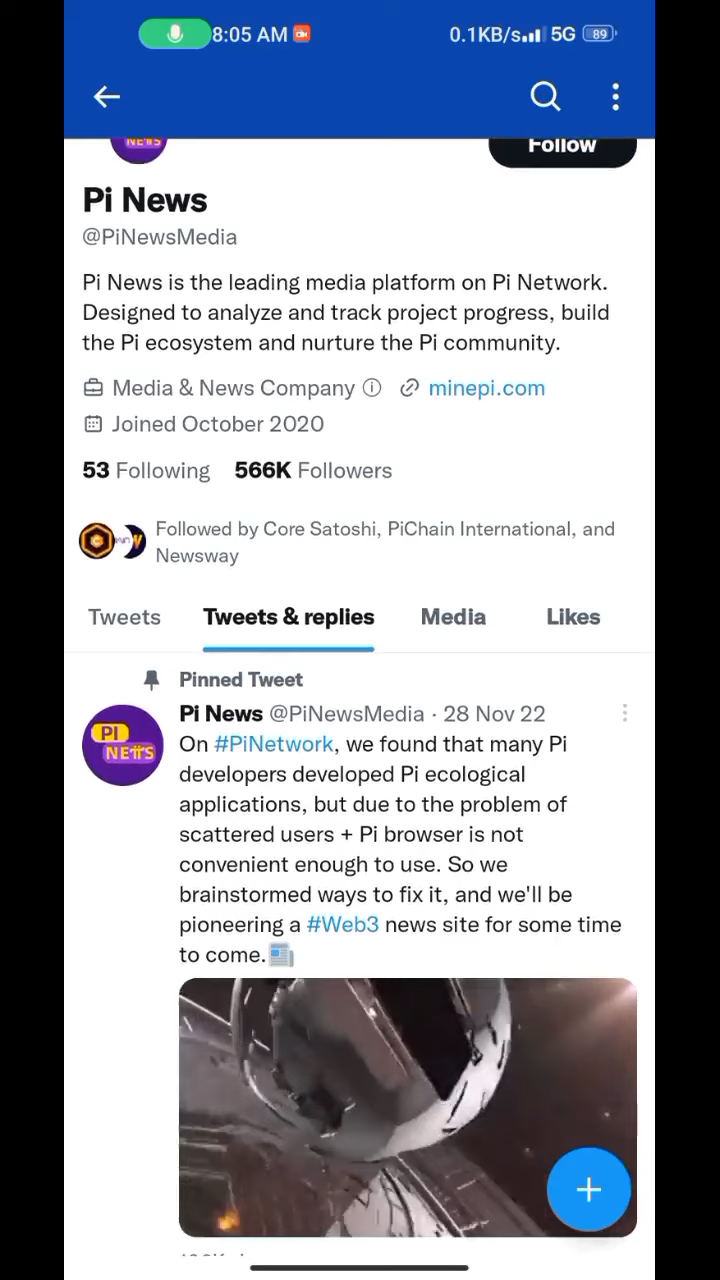 8:05 AM 0.1KB/s 5G 89
NEWS
Follow
Pi News
@PiNewsMedia
Pi News is the leading media platform on Pi Network.
Designed to analyze and track project progress, build
the Pi ecosystem and nurture the Pi community.
Media & News Company minepi.com
Joined October 2020
53 Following 566K Followers
Followed by Core Satoshi, PiChain International, and
Newsway
Tweets Tweets & replies Media Likes
Pinned Tweet
Pi News @PiNewsMedia · 28 Nov 22
PI
NEWS
On #PiNetwork, we found that many Pi
developers developed Pi ecological
applications, but due to the problem of
scattered users + Pi browser is not
convenient enough to use. So we
brainstormed ways to fix it, and we'll be
pioneering a #Web3 news site for some time
to come.